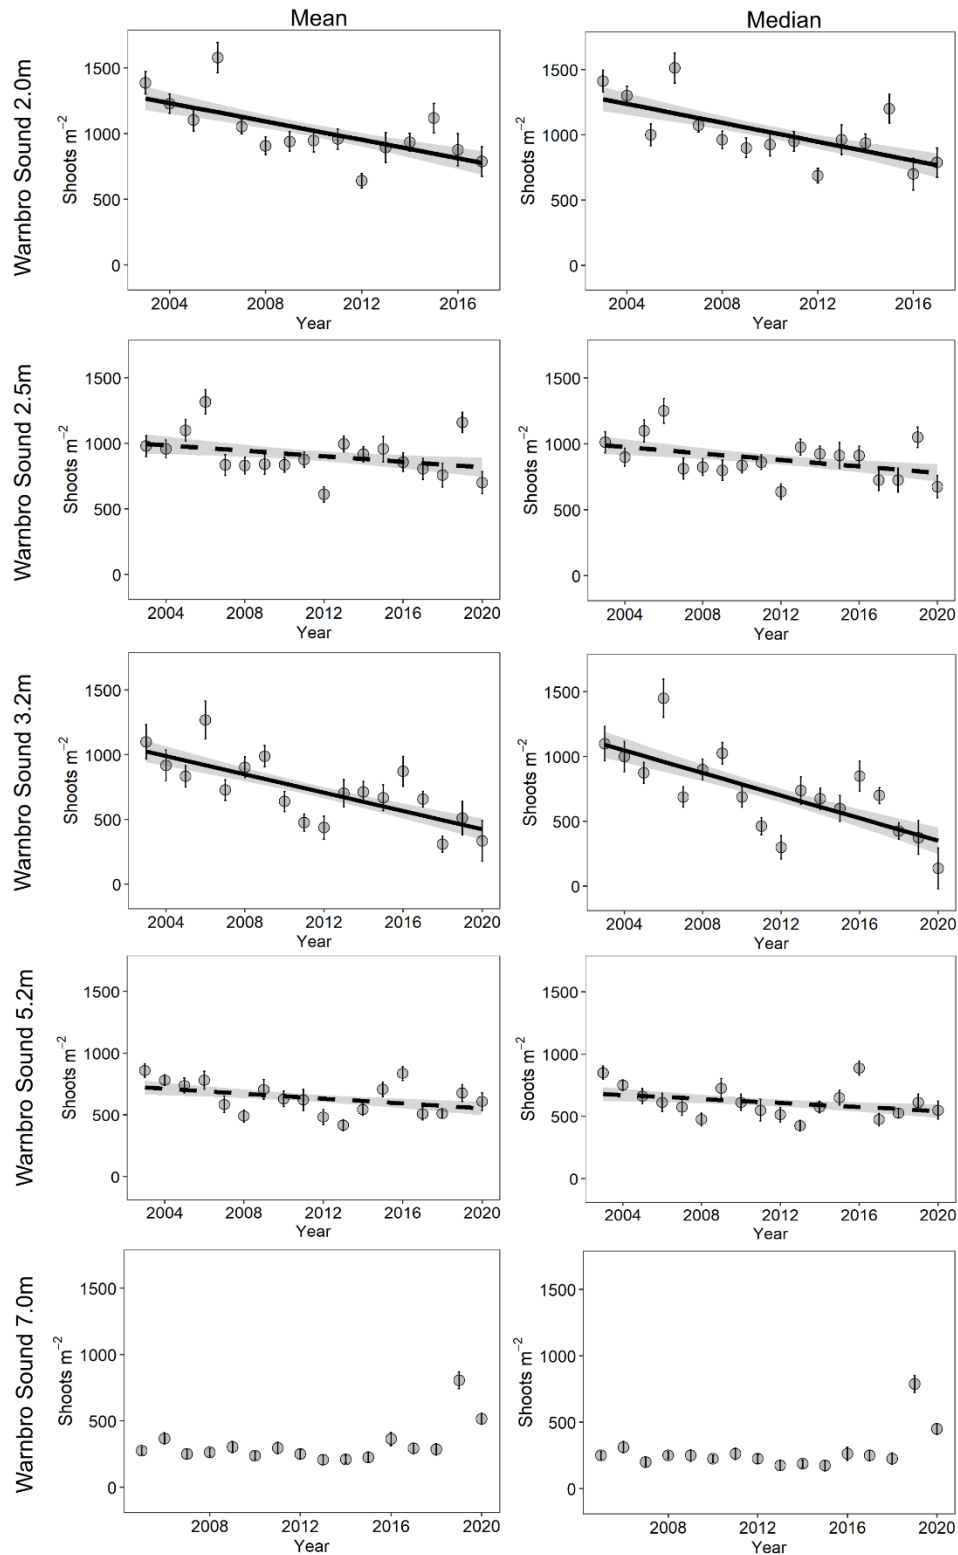 Mean Median
Warnbro Sound 2.0m
Shoots m⁻²
1500
1000
500
0
2004 2008 2012 2016
Year
Shoots m⁻²
1500
1000
500
0
2004 2008 2012 2016
Year
Warnbro Sound 2.5m
Shoots m⁻²
1500
1000
500
0
2004 2008 2012 2016 2020
Year
Shoots m⁻²
1500
1000
500
0
2004 2008 2012 2016 2020
Year
Warnbro Sound 3.2m
Shoots m⁻²
1500
1000
500
0
2004 2008 2012 2016 2020
Year
Shoots m⁻²
1500
1000
500
0
2004 2008 2012 2016 2020
Year
Warnbro Sound 5.2m
Shoots m⁻²
1500
1000
500
0
2004 2008 2012 2016 2020
Year
Shoots m⁻²
1500
1000
500
0
2004 2008 2012 2016 2020
Year
Warnbro Sound 7.0m
Shoots m⁻²
1500
1000
500
0
2008 2012 2016 2020
Year
Shoots m⁻²
1500
1000
500
0
2008 2012 2016 2020
Year